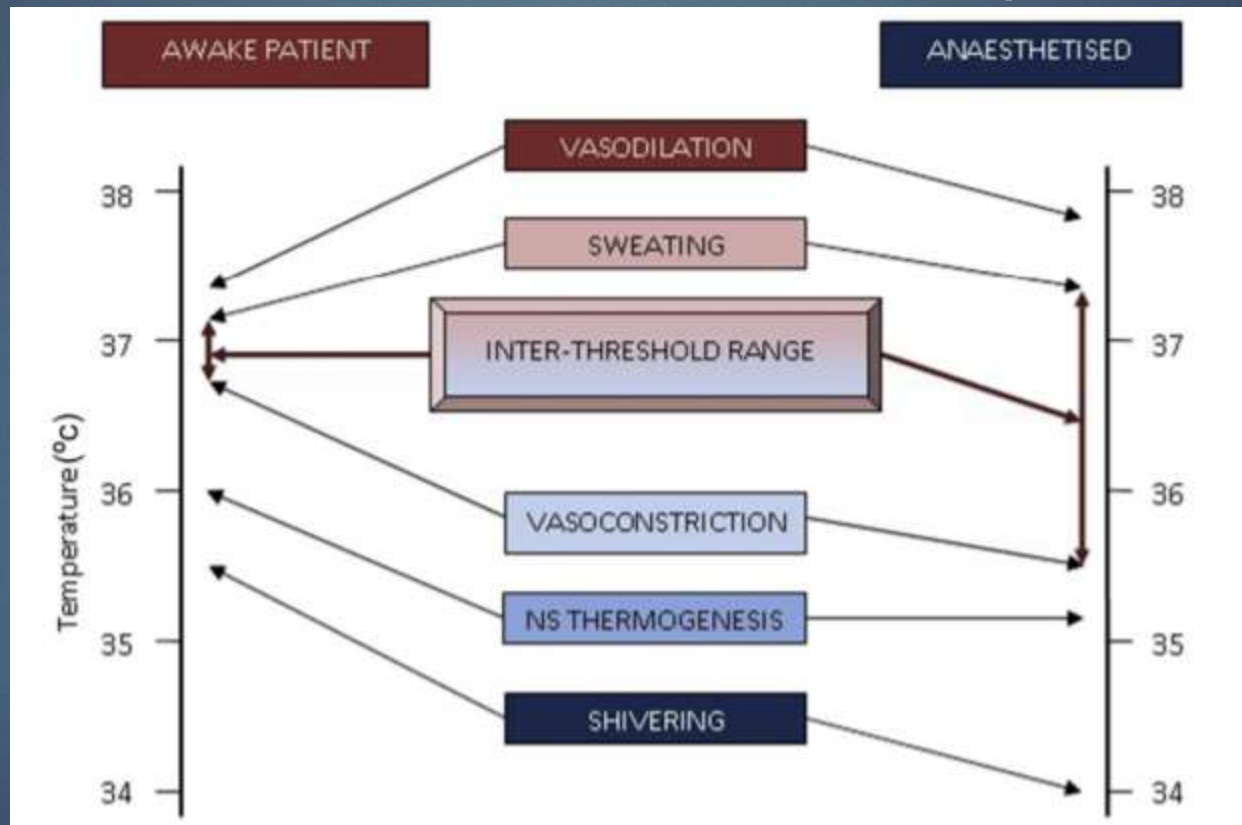 AWAKE PATIENT
ANAESTHETISED
VASODILATION
38
38
SWEATING
37
INTER-THRESHOLD RANGE
37
Temperature (°C)
36
VASOCONSTRICTION
36
NS THERMOGENESIS
35
35
SHIVERING
34
34